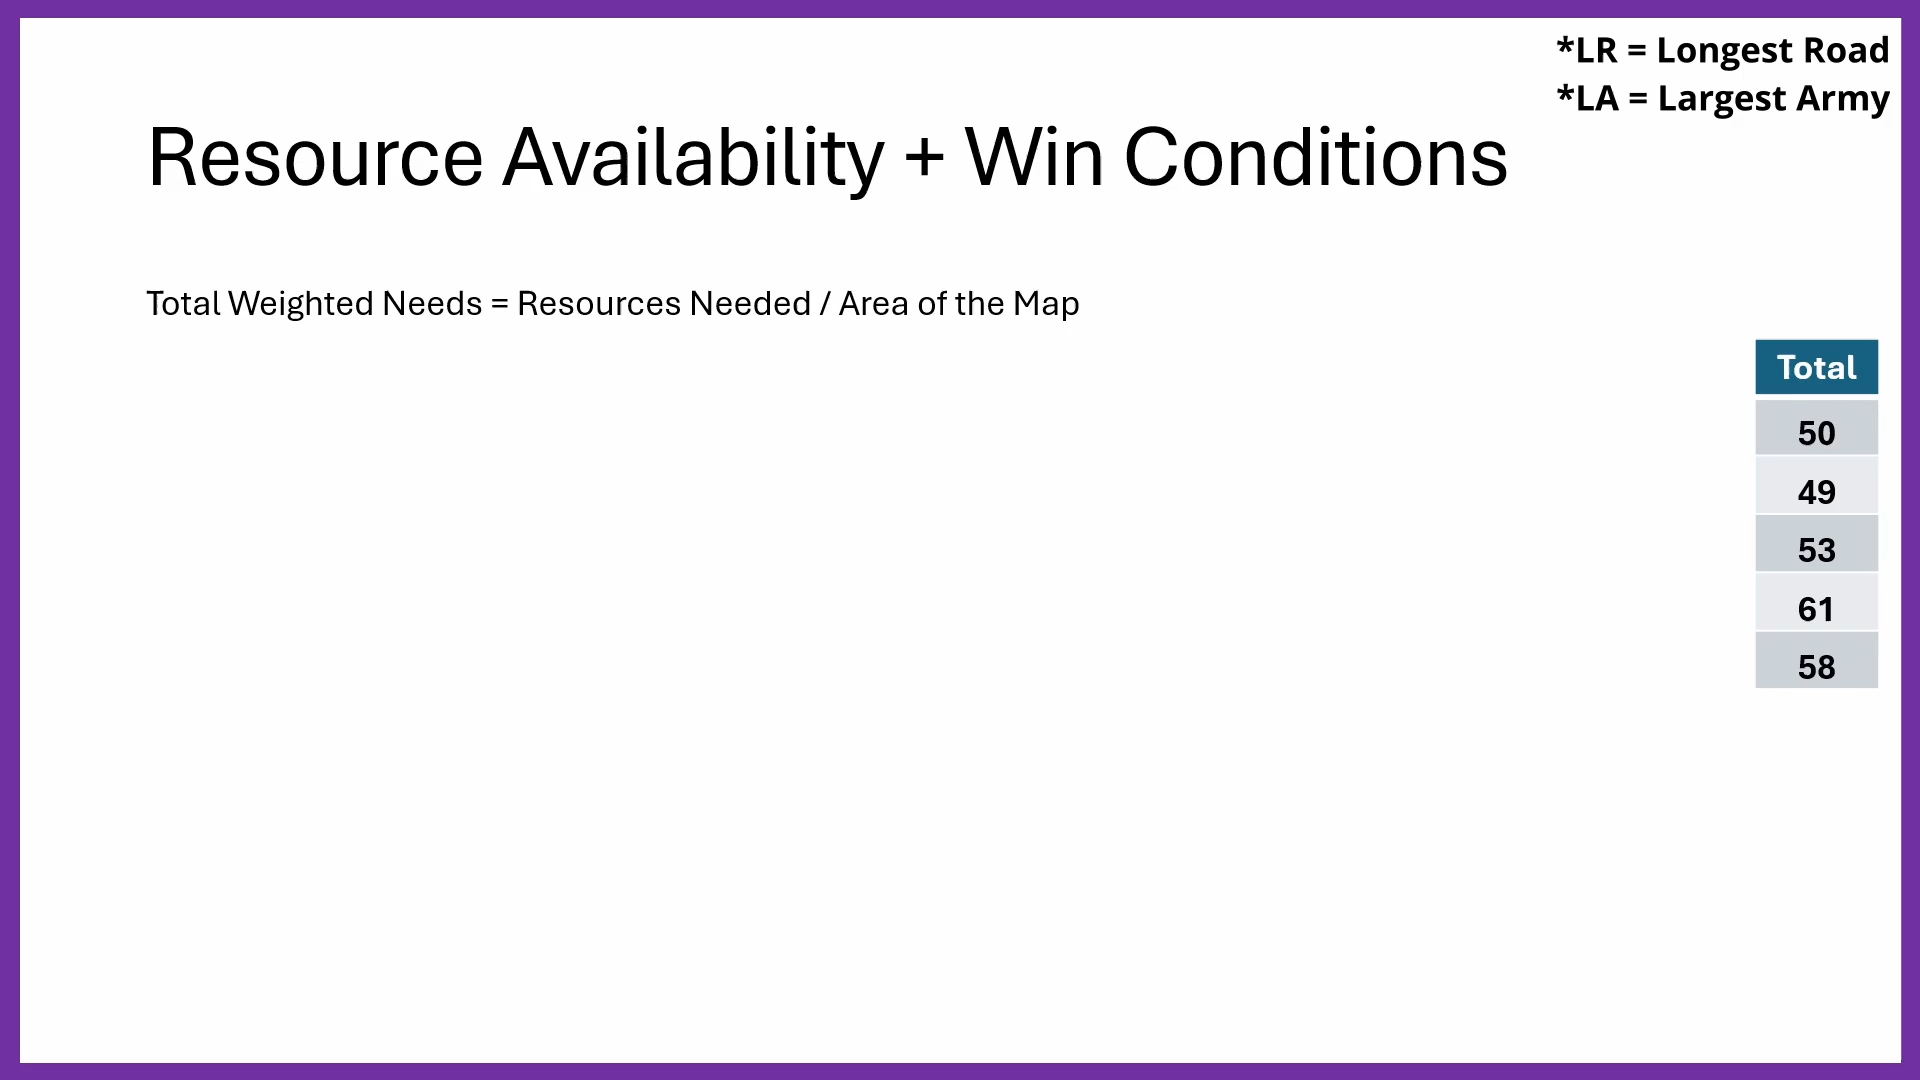 *LR = Longest Road
*LA = Largest Army
Resource Availability + Win Conditions
Total Weighted Needs = Resources Needed / Area of the Map
Total
50
49
53
61
58